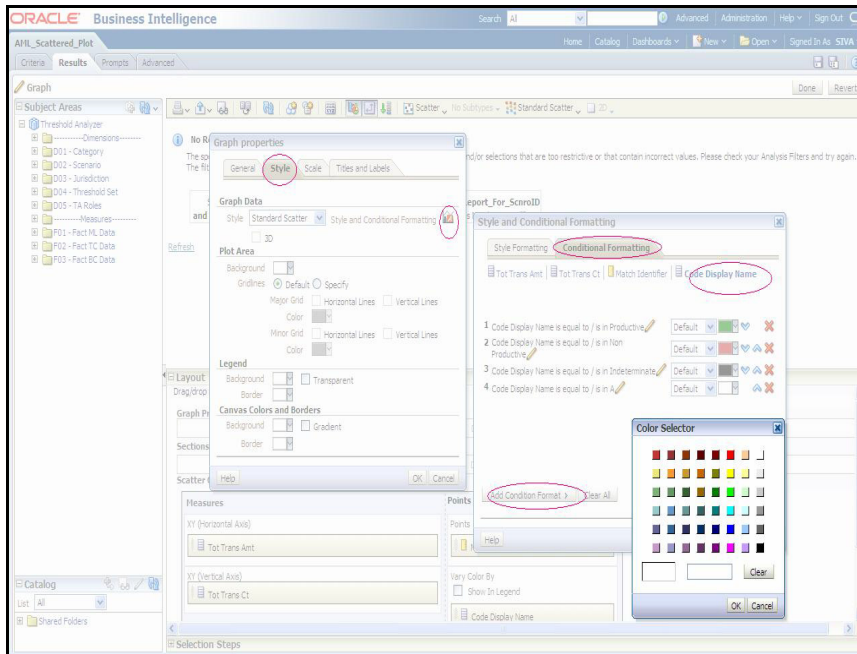 ORACLE Business Intelligence
Search All Advanced Administration Help Sign Out
AML_Scattered_Plot
Home Catalog Dashboards New Open Signed In As SIVA
Criteria Results Prompts Advanced
Graph
Done Revert
Subject Areas
Scatter No Subtypes Standard Scatter 2D
Threshold Analyzer
----------Dimensions--------
D01 - Category
D02 - Scenario
D03 - Jurisdiction
D04 - Threshold Set
D05 - TA Roles
----------Measures--------
F01 - Fact ML Data
F02 - Fact TC Data
F03 - Fact BC Data
No R
The spe
The filt
nd/or selections that are too restrictive or that contain incorrect values. Please check your Analysis Filters and try again.
and
eport_For_ScnroID
Refresh
Graph properties
General Style Scale Titles and Labels
Graph Data
Style Standard Scatter Style and Conditional Formatting
3D
Plot Area
Background
Gridlines Default Specify
Major Grid Horizontal Lines Vertical Lines
Color
Minor Grid Horizontal Lines Vertical Lines
Color
Legend
Background Transparent
Border
Canvas Colors and Borders
Background Gradient
Border
Help OK Cancel
Style and Conditional Formatting
Style Formatting Conditional Formatting
Tot Trans Amt Tot Trans Ct Match Identifier Code Display Name
1 Code Display Name is equal to / is in Productive Default
2 Code Display Name is equal to / is in Non
Productive Default
3 Code Display Name is equal to / is in Indeterminate Default
4 Code Display Name is equal to / is in A Default
Add Condition Format > Clear All
Help
Color Selector
Clear
OK Cancel
Layout
Drag/drop
Graph Pr
Sections
Scatter
Measures
XY (Horizontal Axis)
Tot Trans Amt
XY (Vertical Axis)
Tot Trans Ct
Points
Points
Vary Color By
Show In Legend
Code Display Name
Catalog
List All
Shared Folders
Selection Steps